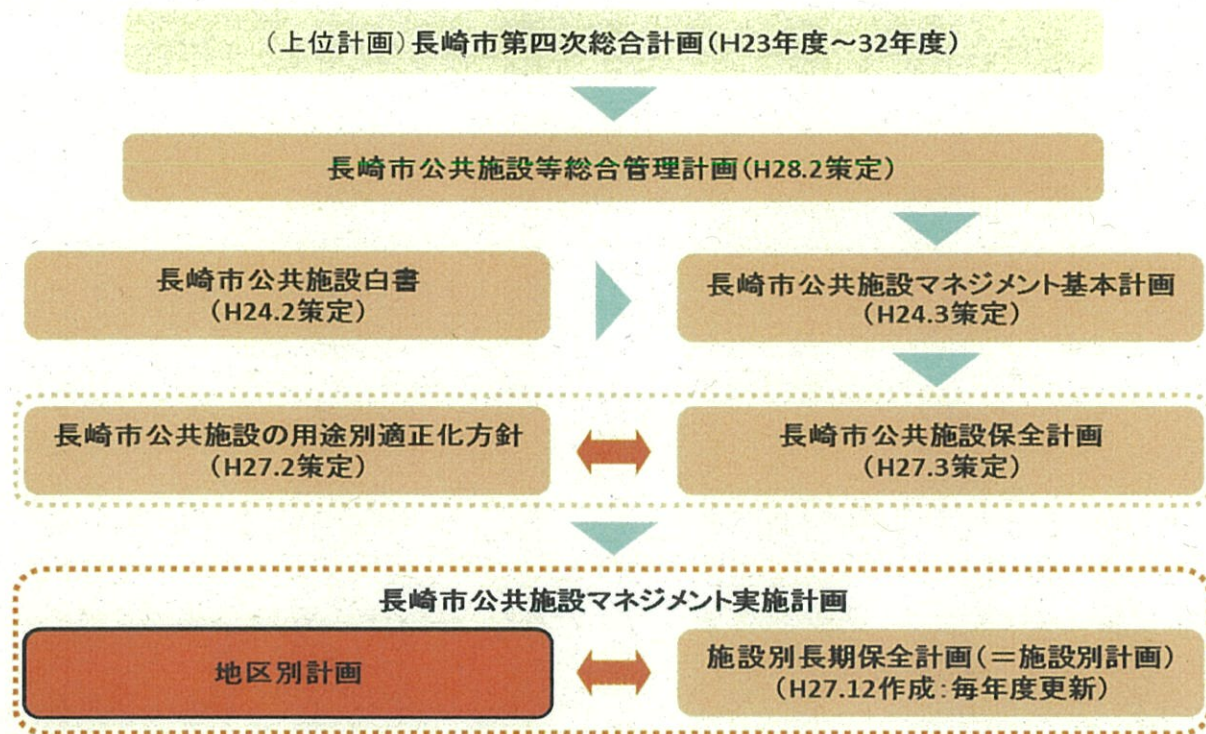 (上位計画)長崎市第四次総合計画(H23年度～32年度)
長崎市公共施設等総合管理計画(H28.2策定)
長崎市公共施設白書
(H24.2策定)
長崎市公共施設マネジメント基本計画
(H24.3策定)
長崎市公共施設の用途別適正化方針
(H27.2策定)
長崎市公共施設保全計画
(H27.3策定)
長崎市公共施設マネジメント実施計画
地区別計画
施設別長期保全計画(=施設別計画)
(H27.12作成:毎年度更新)